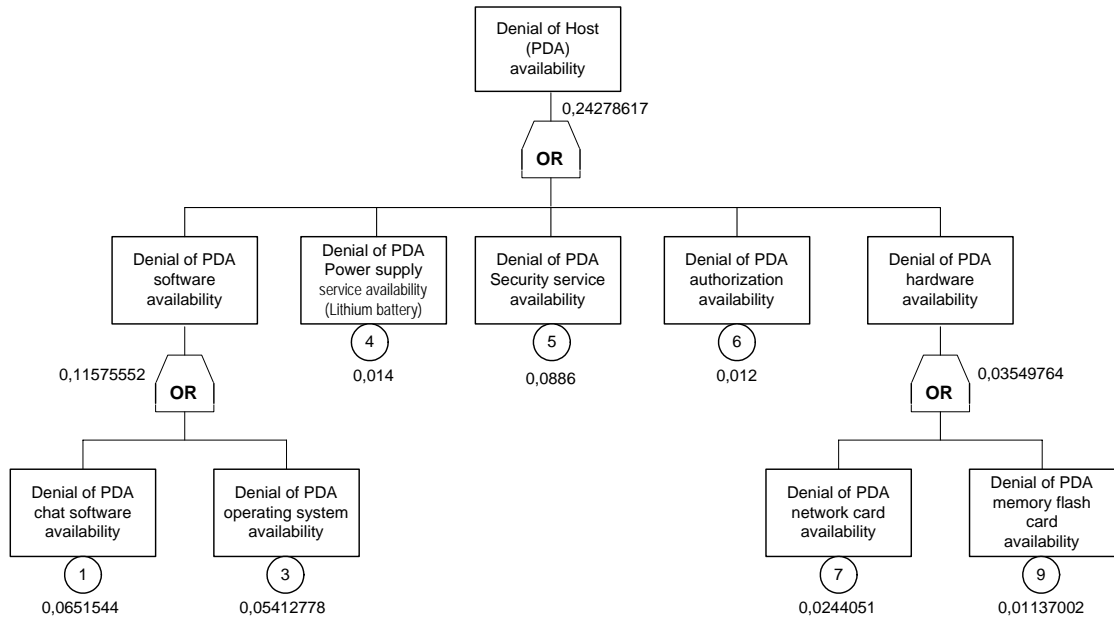 Denial of Host
(PDA)
availability
0,24278617
OR
Denial of PDA
software
availability
Denial of PDA
Power supply
service availability
(Lithium battery)
Denial of PDA
Security service
availability
Denial of PDA
authorization
availability
Denial of PDA
hardware
availability
4
5
6
0,014
0,0886
0,012
0,11575552
OR
0,03549764
OR
Denial of PDA
chat software
availability
Denial of PDA
operating system
availability
Denial of PDA
network card
availability
Denial of PDA
memory flash
card
availability
1
3
7
9
0,0651544
0,05412778
0,0244051
0,01137002